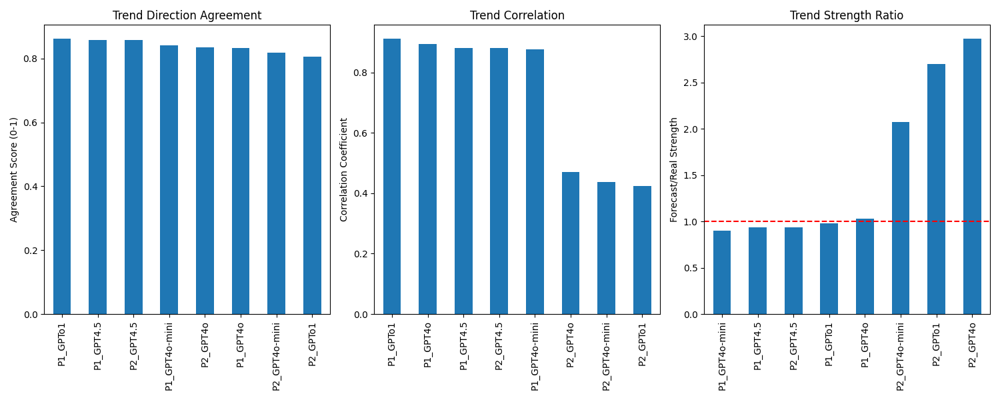 Trend Direction Agreement
Agreement Score (0-1)
0.8
0.6
0.4
0.2
0.0
P1_GPTo1
P1_GPT4.5
P2_GPT4.5
P1_GPT4o-mini
P2_GPT4o
P1_GPT4o
P2_GPT4o-mini
P2_GPTo1
Trend Correlation
Correlation Coefficient
0.8
0.6
0.4
0.2
0.0
P1_GPTo1
P1_GPT4o
P1_GPT4.5
P2_GPT4.5
P1_GPT4o-mini
P2_GPT4o
P2_GPT4o-mini
P2_GPTo1
Trend Strength Ratio
Forecast/Real Strength
3.0
2.5
2.0
1.5
1.0
0.5
0.0
P1_GPT4o-mini
P1_GPT4.5
P2_GPT4.5
P1_GPTo1
P1_GPT4o
P2_GPT4o-mini
P2_GPTo1
P2_GPT4o